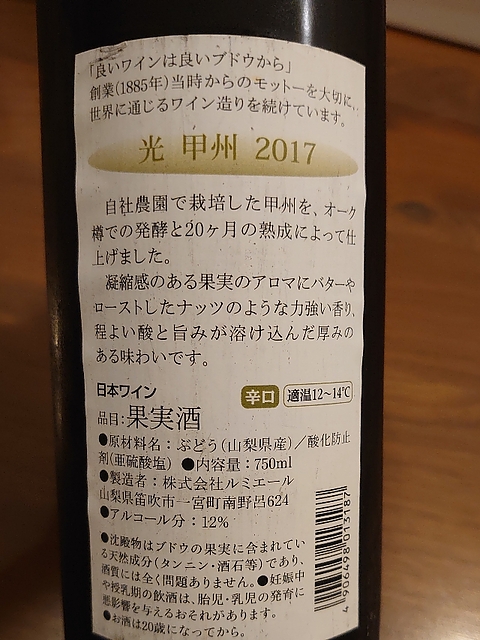 「良いワインは良いブドウから」
創業(1885年)当時からのモットーを大切に、
世界に通じるワイン造りを続けています。
光 甲州 2017
自社農園で栽培した甲州を、オーク
樽での発酵と20ヶ月の熟成によって仕
上げました。
凝縮感のある果実のアロマにバターや
ローストしたナッツのような力強い香り、
程よい酸と旨みが溶け込んだ厚みの
ある味わいです。
日本ワイン 辛口 適温12～14℃
品目:果実酒
●原材料名：ぶどう(山梨県産)／酸化防止
剤(亜硫酸塩) ●内容量：750ml
●製造者：株式会社ルミエール
山梨県笛吹市一宮町南野呂624
●アルコール分：12%
●沈殿物はブドウの果実に含まれてい
る天然成分(タンニン・酒石等)であり、
酒質には全く問題ありません。●妊娠中
や授乳期の飲酒は、胎児・乳児の発育に
悪影響を与えるおそれがあります。
●お酒は20歳になってから。
4 906498 013187